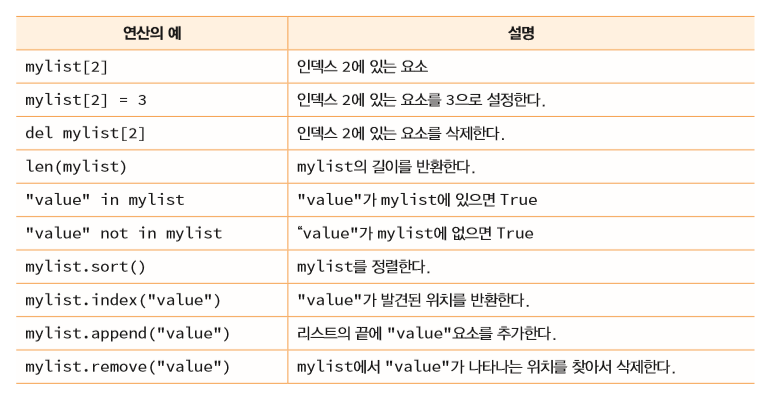 연산의 예 설명
mylist[2] 인덱스 2에 있는 요소
mylist[2] = 3 인덱스 2에 있는 요소를 3으로 설정한다.
del mylist[2] 인덱스 2에 있는 요소를 삭제한다.
len(mylist) mylist의 길이를 반환한다.
"value" in mylist "value"가 mylist에 있으면 True
"value" not in mylist “value"가 mylist에 없으면 True
mylist.sort() mylist를 정렬한다.
mylist.index("value") "value"가 발견된 위치를 반환한다.
mylist.append("value") 리스트의 끝에 "value"요소를 추가한다.
mylist.remove("value") mylist에서 "value"가 나타나는 위치를 찾아서 삭제한다.